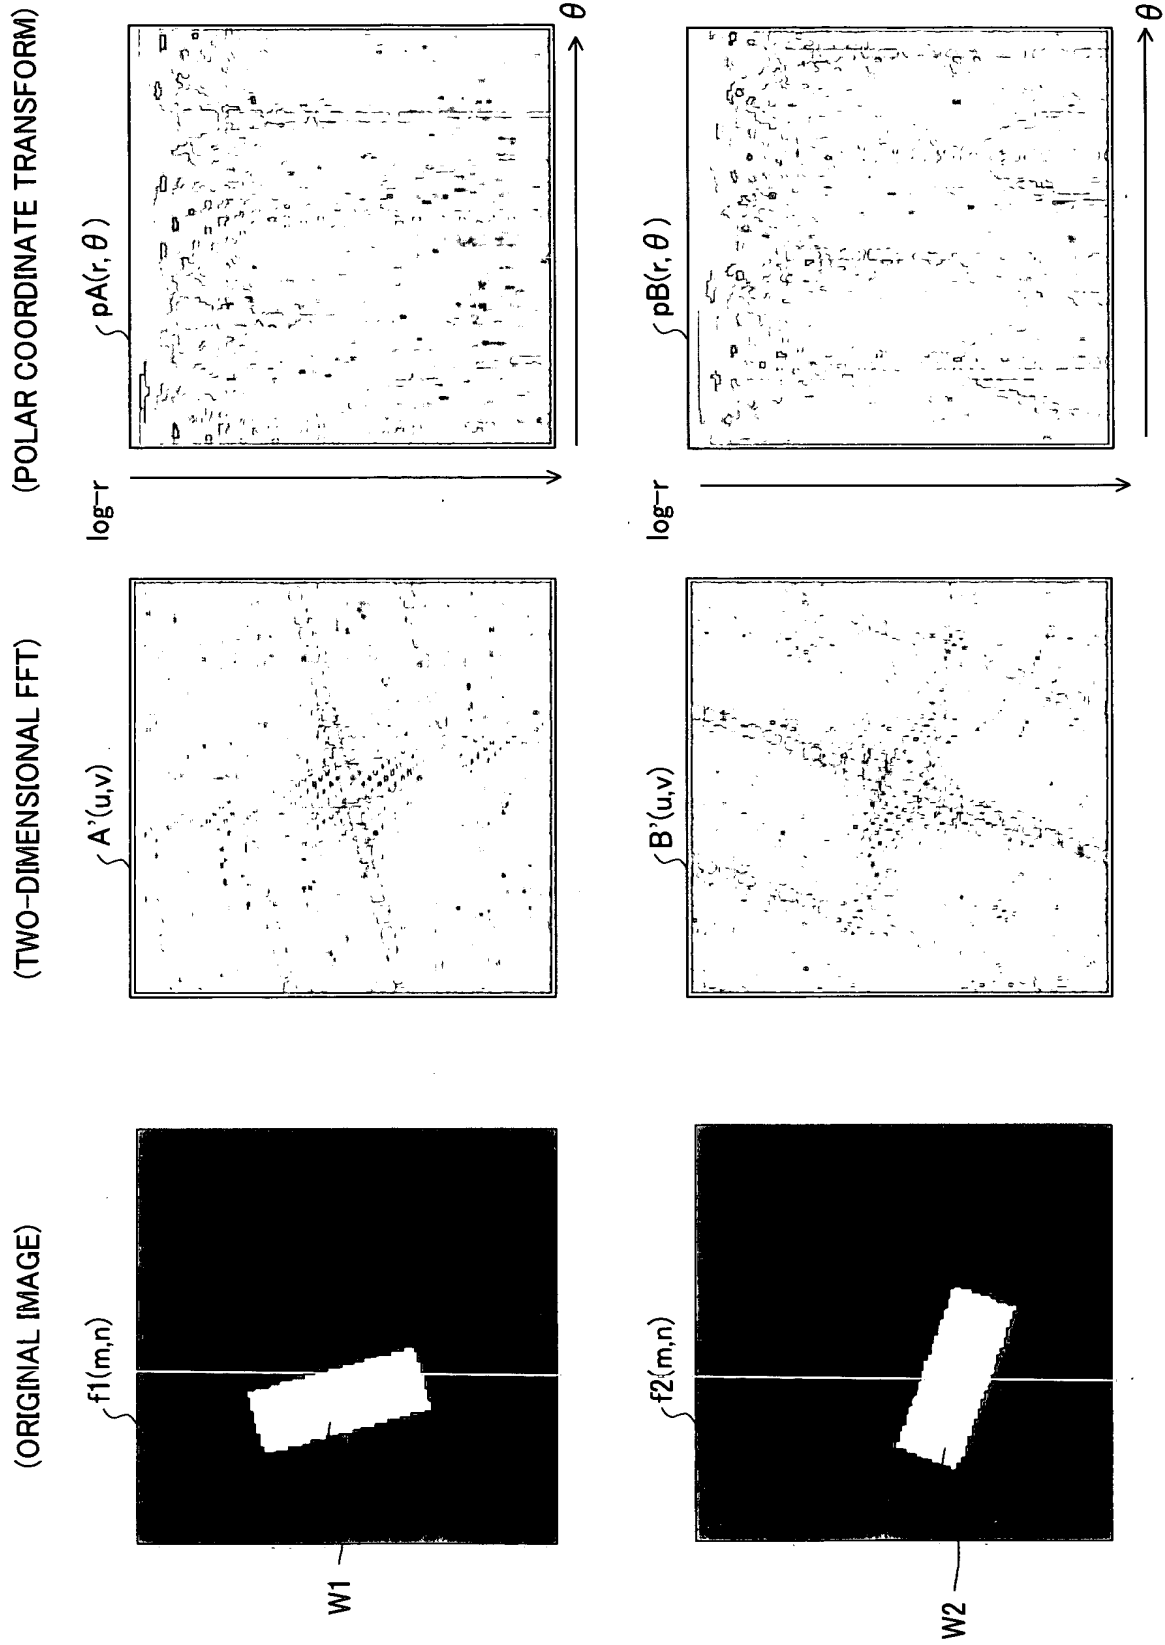 (ORIGINAL IMAGE)
(TWO-DIMENSIONAL FFT)
(POLAR COORDINATE TRANSFORM)
f1(m,n)
A'(u,v)
pA(r,θ)
log-r
θ
W1
f2(m,n)
B'(u,v)
pB(r,θ)
log-r
θ
W2